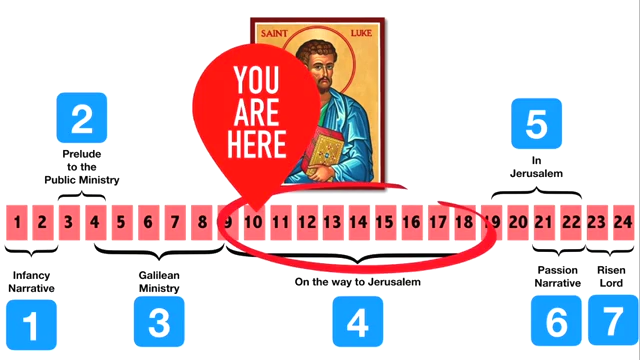 SAINT LUKE
YOU
ARE
HERE
2
Prelude
to the
Public Ministry
5
In
Jerusalem
1 2 3 4 5 6 7 8 9 10 11 12 13 14 15 16 17 18 19 20 21 22 23 24
Infancy
Narrative
1
Galilean
Ministry
3
On the way to Jerusalem
4
Passion
Narrative
6
Risen
Lord
7